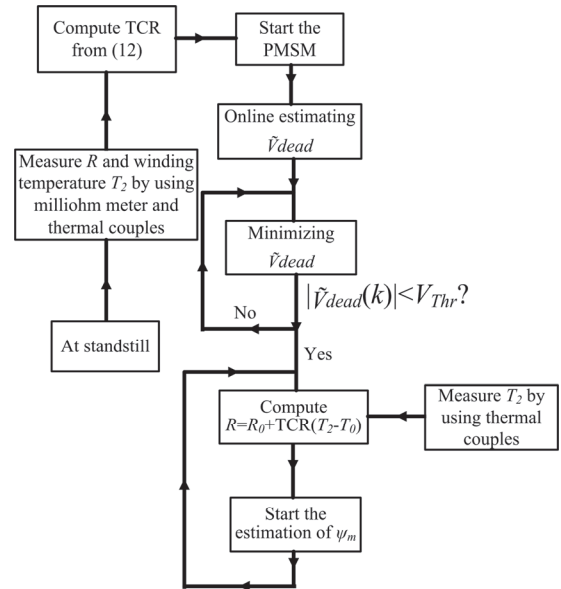 Compute TCR
from (12)
Start the
PMSM
Online estimating
Ṽdead
Measure R and winding
temperature T₂ by using
milliohm meter and
thermal couples
Minimizing
Ṽdead
|Ṽdead(k)|<V_Thr?
No
At standstill
Yes
Compute
R=R₀+TCR(T₂-T₀)
Measure T₂ by
using thermal
couples
Start the
estimation of ψₘ